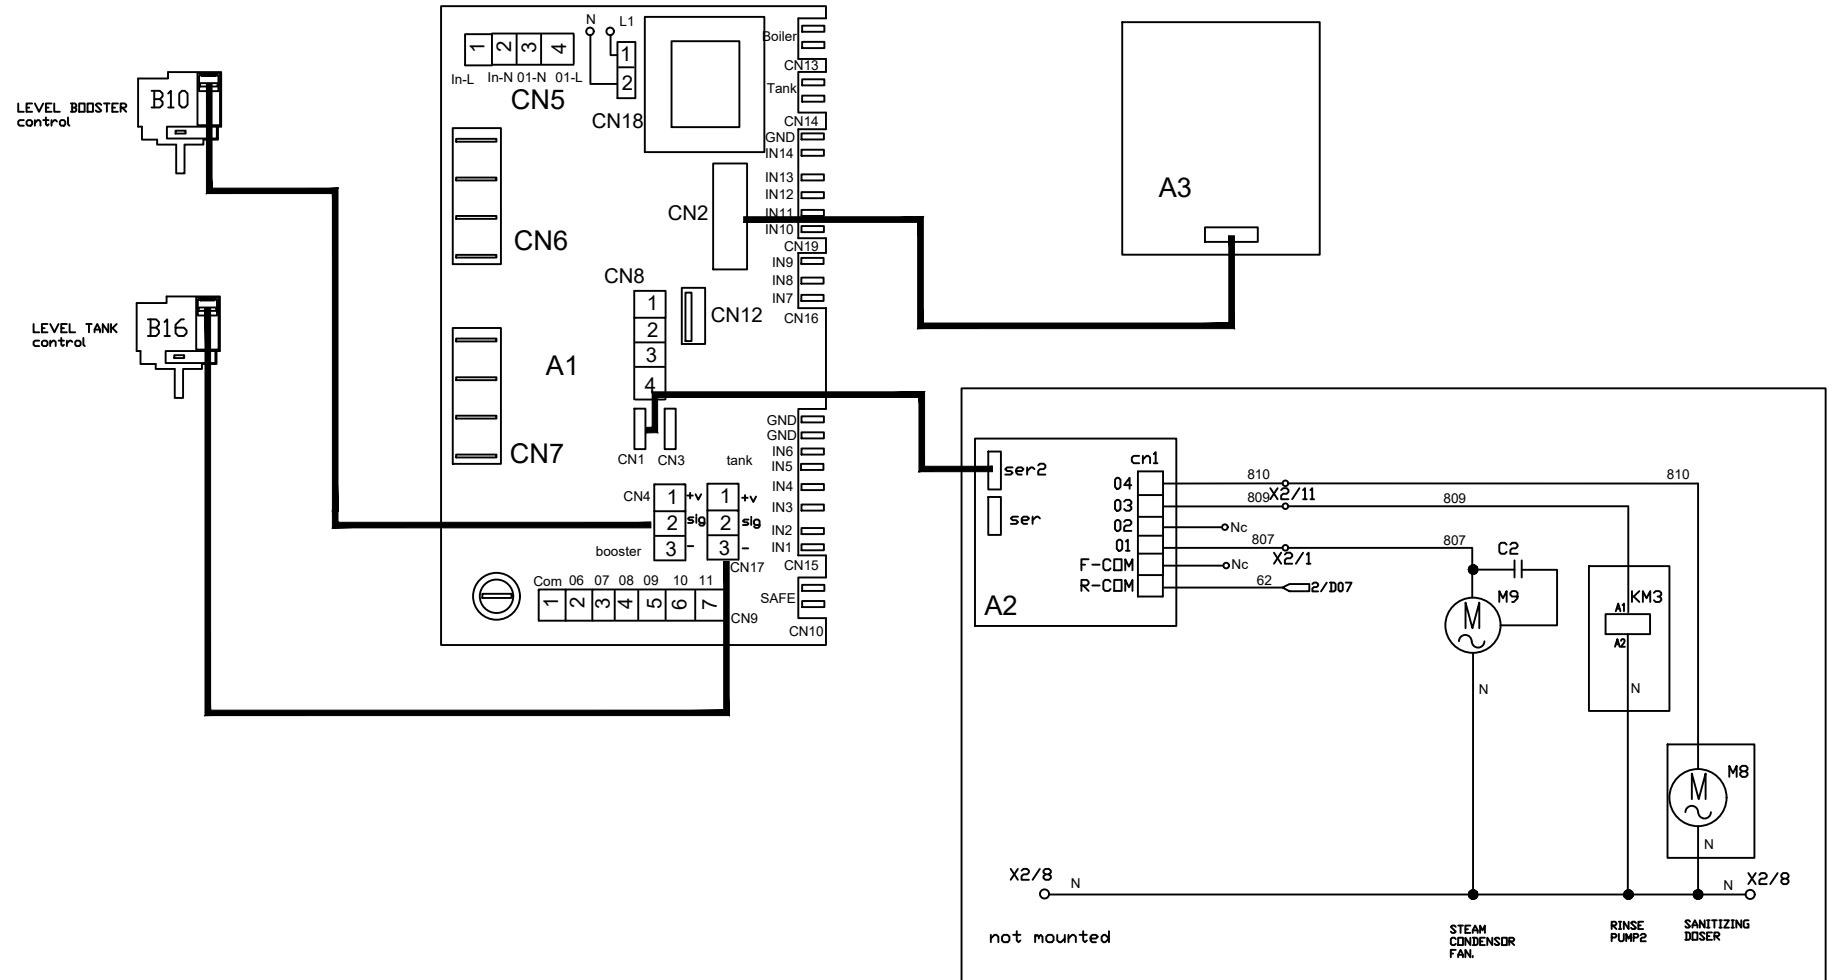 LEVEL BOOSTER
control
B10
LEVEL TANK
control
B16
1 2 3 4
In-L In-N 01-N 01-L
CN5
N L1
1
2
CN18
Boiler
CN13
Tank
CN14
GND
IN14
IN13
IN12
IN11
IN10
CN19
IN9
IN8
IN7
CN16
CN6
CN2
CN8
1
2
3
4
CN12
A1
CN7
CN1 CN3
tank
GND
GND
IN6
IN5
IN4
IN3
IN2
IN1
CN15
SAFE
CN10
CN4
1 +v
2 sig
3 -
booster
1 +v
2 sig
3 -
CN17
Com 06 07 08 09 10 11
1 2 3 4 5 6 7
CN9
A3
ser2
ser
A2
cn1
04
03
02
01
F-COM
R-COM
810
810
809
X2/11
809
Nc
807
X2/1
807
Nc
62
2/D07
C2
M9
M
N
KM3
A1
A2
N
M8
M
N
X2/8
N
N
X2/8
not mounted
STEAM
CONDENSOR
FAN.
RINSE
PUMP2
SANITIZING
DOSER